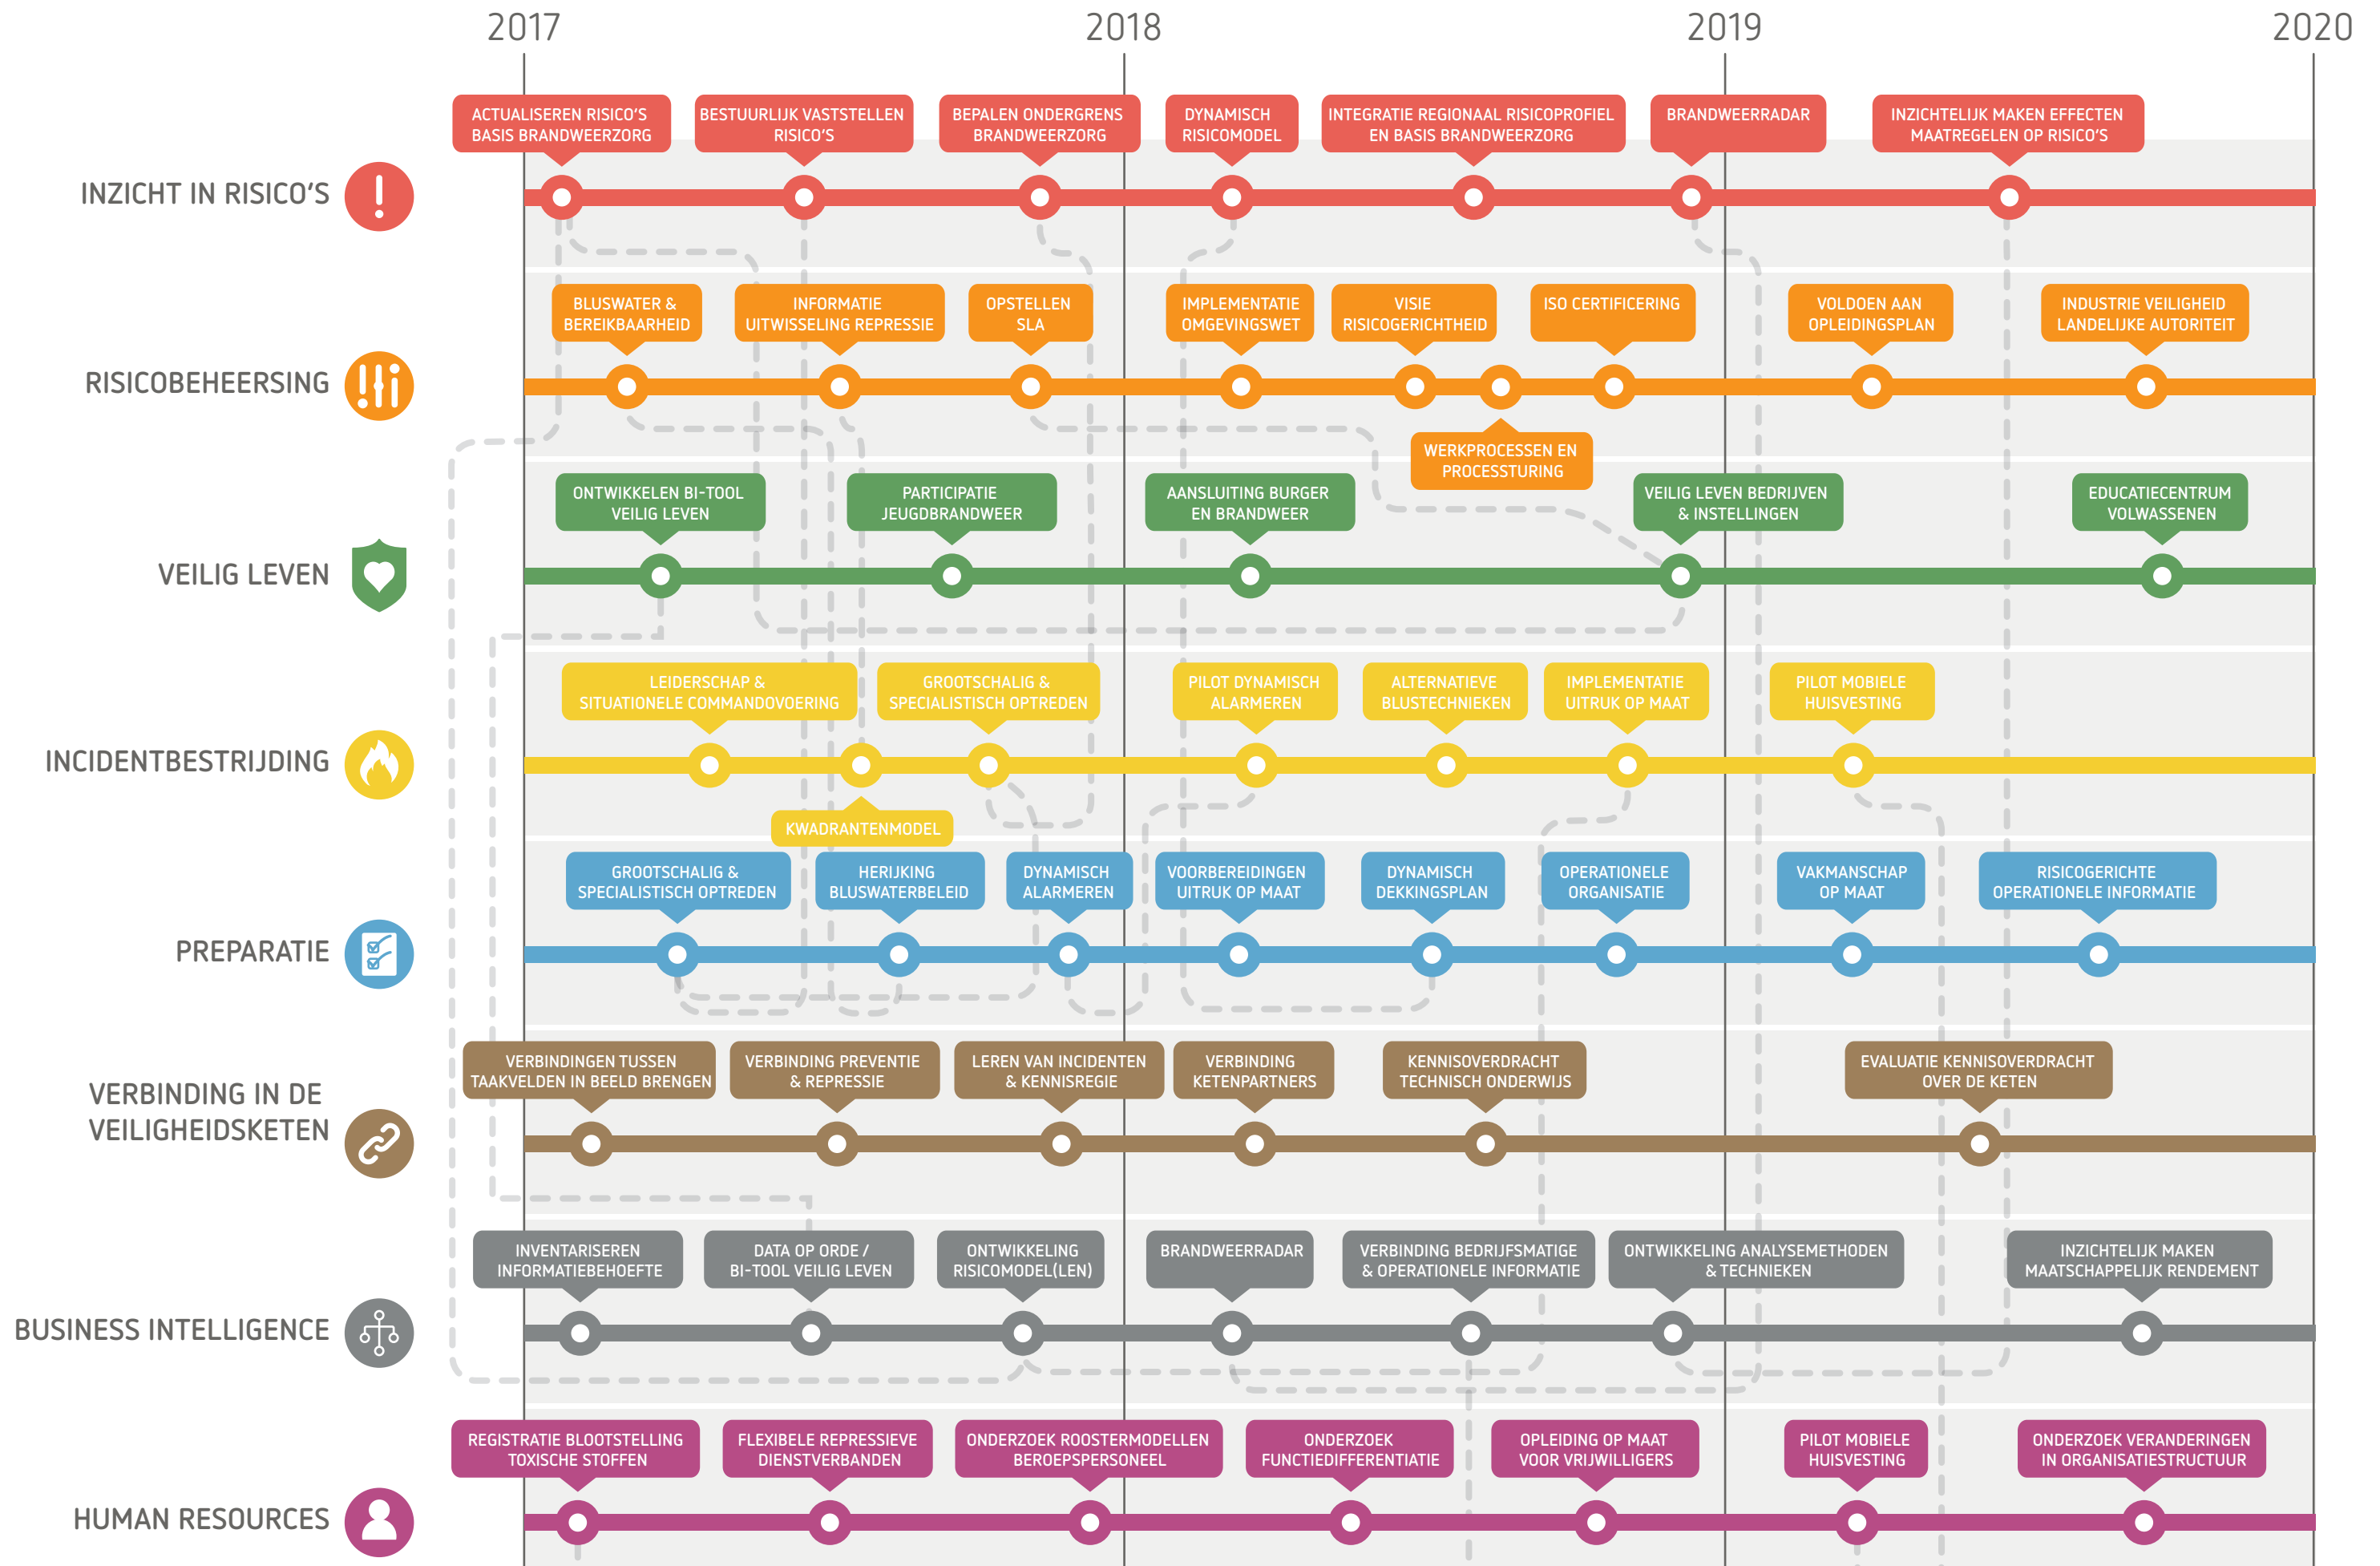 2017
2018
2019
2020
ACTUALISEREN RISICO'S
BASIS BRANDWEERZORG
BESTUURLIJK VASTSTELLEN
RISICO'S
BEPALEN ONDERGRENS
BRANDWEERZORG
DYNAMISCH
RISICOMODEL
INTEGRATIE REGIONAAL RISICOPROFIEL
EN BASIS BRANDWEERZORG
BRANDWEERRADAR
INZICHTELIJK MAKEN EFFECTEN
MAATREGELEN OP RISICO'S
INZICHT IN RISICO'S
BLUSWATER &
BEREIKBAARHEID
INFORMATIE
UITWISSELING REPRESSIE
OPSTELLEN
SLA
IMPLEMENTATIE
OMGEVINGSWET
VISIE
RISICOGERICHTHEID
ISO CERTIFICERING
VOLDOEN AAN
OPLEIDINGSPLAN
INDUSTRIE VEILIGHEID
LANDELIJKE AUTORITEIT
RISICOBEHEERSING
WERKPROCESSEN EN
PROCESSTURING
ONTWIKKELEN BI-TOOL
VEILIG LEVEN
PARTICIPATIE
JEUGDBRANDWEER
AANSLUITING BURGER
EN BRANDWEER
VEILIG LEVEN BEDRIJVEN
& INSTELLINGEN
EDUCATIECENTRUM
VOLWASSENEN
VEILIG LEVEN
LEIDERSCHAP &
SITUATIONELE COMMANDOVOERING
GROOTSCHALIG &
SPECIALISTISCH OPTREDEN
PILOT DYNAMISCH
ALARMEREN
ALTERNATIEVE
BLUSTECHNIEKEN
IMPLEMENTATIE
UITRUK OP MAAT
PILOT MOBIELE
HUISVESTING
INCIDENTBESTRIJDING
KWADRANTENMODEL
GROOTSCHALIG &
SPECIALISTISCH OPTREDEN
HERIJKING
BLUSWATERBELEID
DYNAMISCH
ALARMEREN
VOORBEREIDINGEN
UITRUK OP MAAT
DYNAMISCH
DEKKINGSPLAN
OPERATIONELE
ORGANISATIE
VAKMANSCHAP
OP MAAT
RISICOGERICHTE
OPERATIONELE INFORMATIE
PREPARATIE
VERBINDINGEN TUSSEN
TAAKVELDEN IN BEELD BRENGEN
VERBINDING PREVENTIE
& REPRESSIE
LEREN VAN INCIDENTEN
& KENNISREGIE
VERBINDING
KETENPARTNERS
KENNISOVERDRACHT
TECHNISCH ONDERWIJS
EVALUATIE KENNISOVERDRACHT
OVER DE KETEN
VERBINDING IN DE
VEILIGHEIDSKETEN
INVENTARISEREN
INFORMATIEBEHOEFTE
DATA OP ORDE /
BI-TOOL VEILIG LEVEN
ONTWIKKELING
RISICOMODEL(LEN)
BRANDWEERRADAR
VERBINDING BEDRIJFSMATIGE
& OPERATIONELE INFORMATIE
ONTWIKKELING ANALYSEMETHODEN
& TECHNIEKEN
INZICHTELIJK MAKEN
MAATSCHAPPELIJK RENDEMENT
BUSINESS INTELLIGENCE
REGISTRATIE BLOOTSTELLING
TOXISCHE STOFFEN
FLEXIBELE REPRESSIEVE
DIENSTVERBANDEN
ONDERZOEK ROOSTERMODELLEN
BEROEPSPERSONEEL
ONDERZOEK
FUNCTIEDIFFERENTIATIE
OPLEIDING OP MAAT
VOOR VRIJWILLIGERS
PILOT MOBIELE
HUISVESTING
ONDERZOEK VERANDERINGEN
IN ORGANISATIESTRUCTUUR
HUMAN RESOURCES